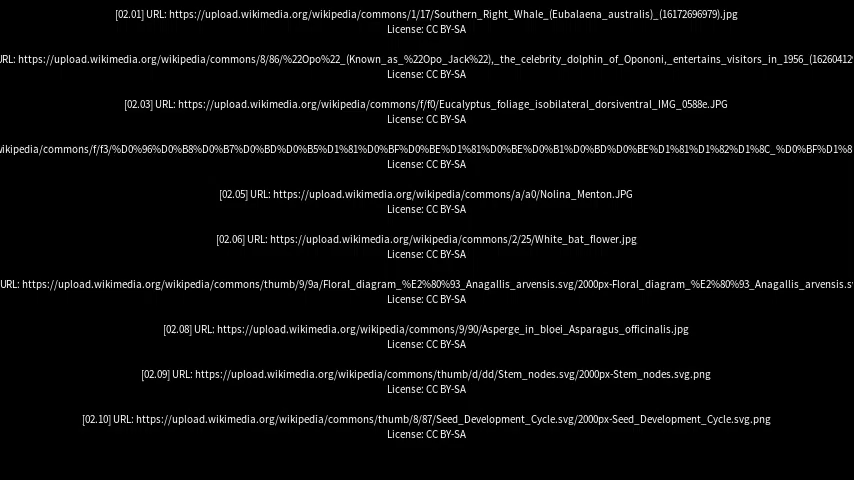 [02.01] URL: https://upload.wikimedia.org/wikipedia/commons/1/17/Southern_Right_Whale_(Eubalaena_australis)_(16172696979).jpg
License: CC BY-SA
URL: https://upload.wikimedia.org/wikipedia/commons/8/86/%22Opo%22_(Known_as_%22Opo_Jack%22),_the_celebrity_dolphin_of_Opononi,_entertains_visitors_in_1956_(16260412
License: CC BY-SA
[02.03] URL: https://upload.wikimedia.org/wikipedia/commons/f/f0/Eucalyptus_foliage_isobilateral_dorsiventral_IMG_0588e.JPG
License: CC BY-SA
wikipedia/commons/f/f3/%D0%96%D0%B8%D0%B7%D0%BD%D0%B5%D1%81%D0%BF%D0%BE%D1%81%D0%BE%D0%B1%D0%BD%D0%BE%D1%81%D1%82%D1%8C_%D0%BF%D1%8
License: CC BY-SA
[02.05] URL: https://upload.wikimedia.org/wikipedia/commons/a/a0/Nolina_Menton.JPG
License: CC BY-SA
[02.06] URL: https://upload.wikimedia.org/wikipedia/commons/2/25/White_bat_flower.jpg
License: CC BY-SA
URL: https://upload.wikimedia.org/wikipedia/commons/thumb/9/9a/Floral_diagram_%E2%80%93_Anagallis_arvensis.svg/2000px-Floral_diagram_%E2%80%93_Anagallis_arvensis.sv
License: CC BY-SA
[02.08] URL: https://upload.wikimedia.org/wikipedia/commons/9/90/Asperge_in_bloei_Asparagus_officinalis.jpg
License: CC BY-SA
[02.09] URL: https://upload.wikimedia.org/wikipedia/commons/thumb/d/dd/Stem_nodes.svg/2000px-Stem_nodes.svg.png
License: CC BY-SA
[02.10] URL: https://upload.wikimedia.org/wikipedia/commons/thumb/8/87/Seed_Development_Cycle.svg/2000px-Seed_Development_Cycle.svg.png
License: CC BY-SA